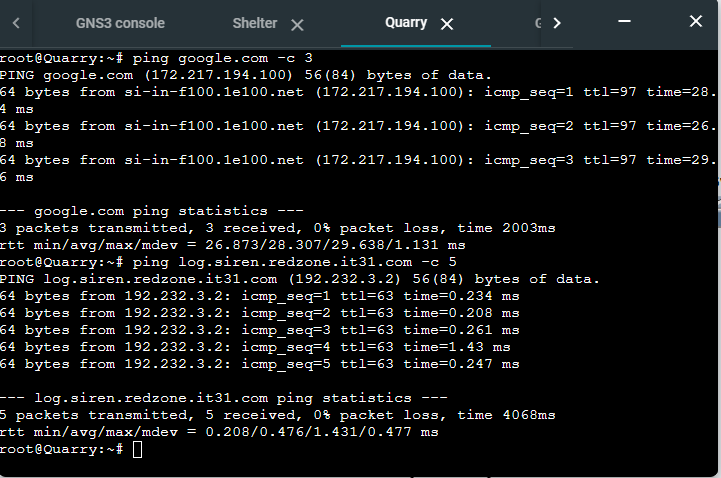 GNS3 console Shelter Quarry
root@Quarry:~# ping google.com -c 3
PING google.com (172.217.194.100) 56(84) bytes of data.
64 bytes from si-in-f100.1e100.net (172.217.194.100): icmp_seq=1 ttl=97 time=28.
4 ms
64 bytes from si-in-f100.1e100.net (172.217.194.100): icmp_seq=2 ttl=97 time=26.
8 ms
64 bytes from si-in-f100.1e100.net (172.217.194.100): icmp_seq=3 ttl=97 time=29.
6 ms
--- google.com ping statistics ---
3 packets transmitted, 3 received, 0% packet loss, time 2003ms
rtt min/avg/max/mdev = 26.873/28.307/29.638/1.131 ms
root@Quarry:~# ping log.siren.redzone.it31.com -c 5
PING log.siren.redzone.it31.com (192.232.3.2) 56(84) bytes of data.
64 bytes from 192.232.3.2: icmp_seq=1 ttl=63 time=0.234 ms
64 bytes from 192.232.3.2: icmp_seq=2 ttl=63 time=0.208 ms
64 bytes from 192.232.3.2: icmp_seq=3 ttl=63 time=0.261 ms
64 bytes from 192.232.3.2: icmp_seq=4 ttl=63 time=1.43 ms
64 bytes from 192.232.3.2: icmp_seq=5 ttl=63 time=0.247 ms
--- log.siren.redzone.it31.com ping statistics ---
5 packets transmitted, 5 received, 0% packet loss, time 4068ms
rtt min/avg/max/mdev = 0.208/0.476/1.431/0.477 ms
root@Quarry:~#